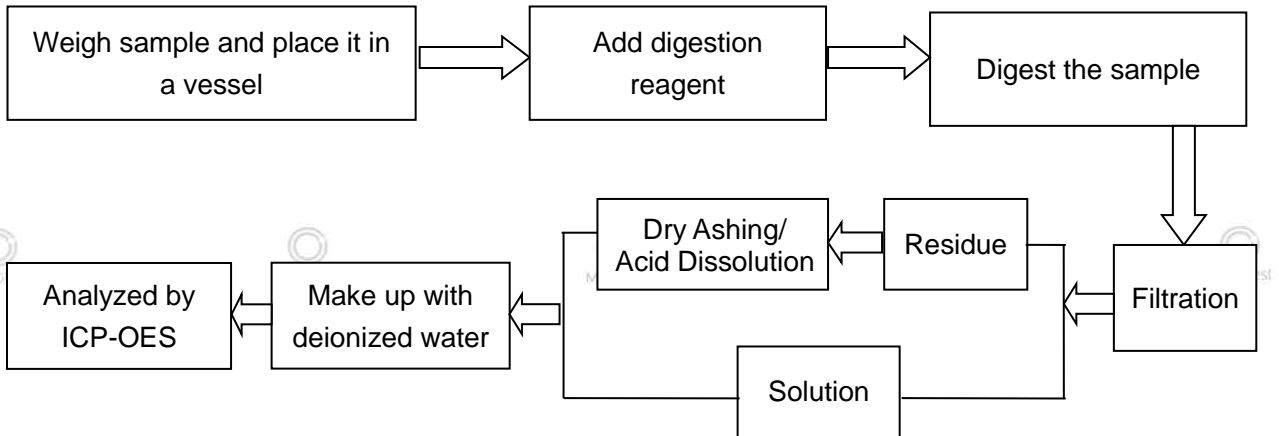 Weigh sample and place it in
a vessel
Add digestion
reagent
Digest the sample
Filtration
Residue
Dry Ashing/
Acid Dissolution
Solution
Make up with
deionized water
Analyzed by
ICP-OES